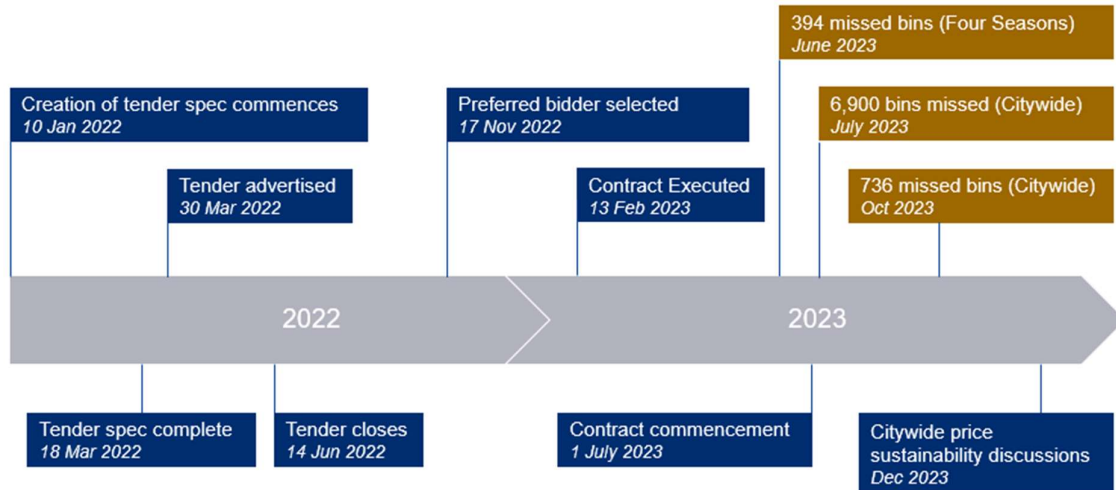 394 missed bins (Four Seasons)
June 2023
Creation of tender spec commences
10 Jan 2022
Preferred bidder selected
17 Nov 2022
6,900 bins missed (Citywide)
July 2023
Tender advertised
30 Mar 2022
Contract Executed
13 Feb 2023
736 missed bins (Citywide)
Oct 2023
2022
2023
Tender spec complete
18 Mar 2022
Tender closes
14 Jun 2022
Contract commencement
1 July 2023
Citywide price
sustainability discussions
Dec 2023